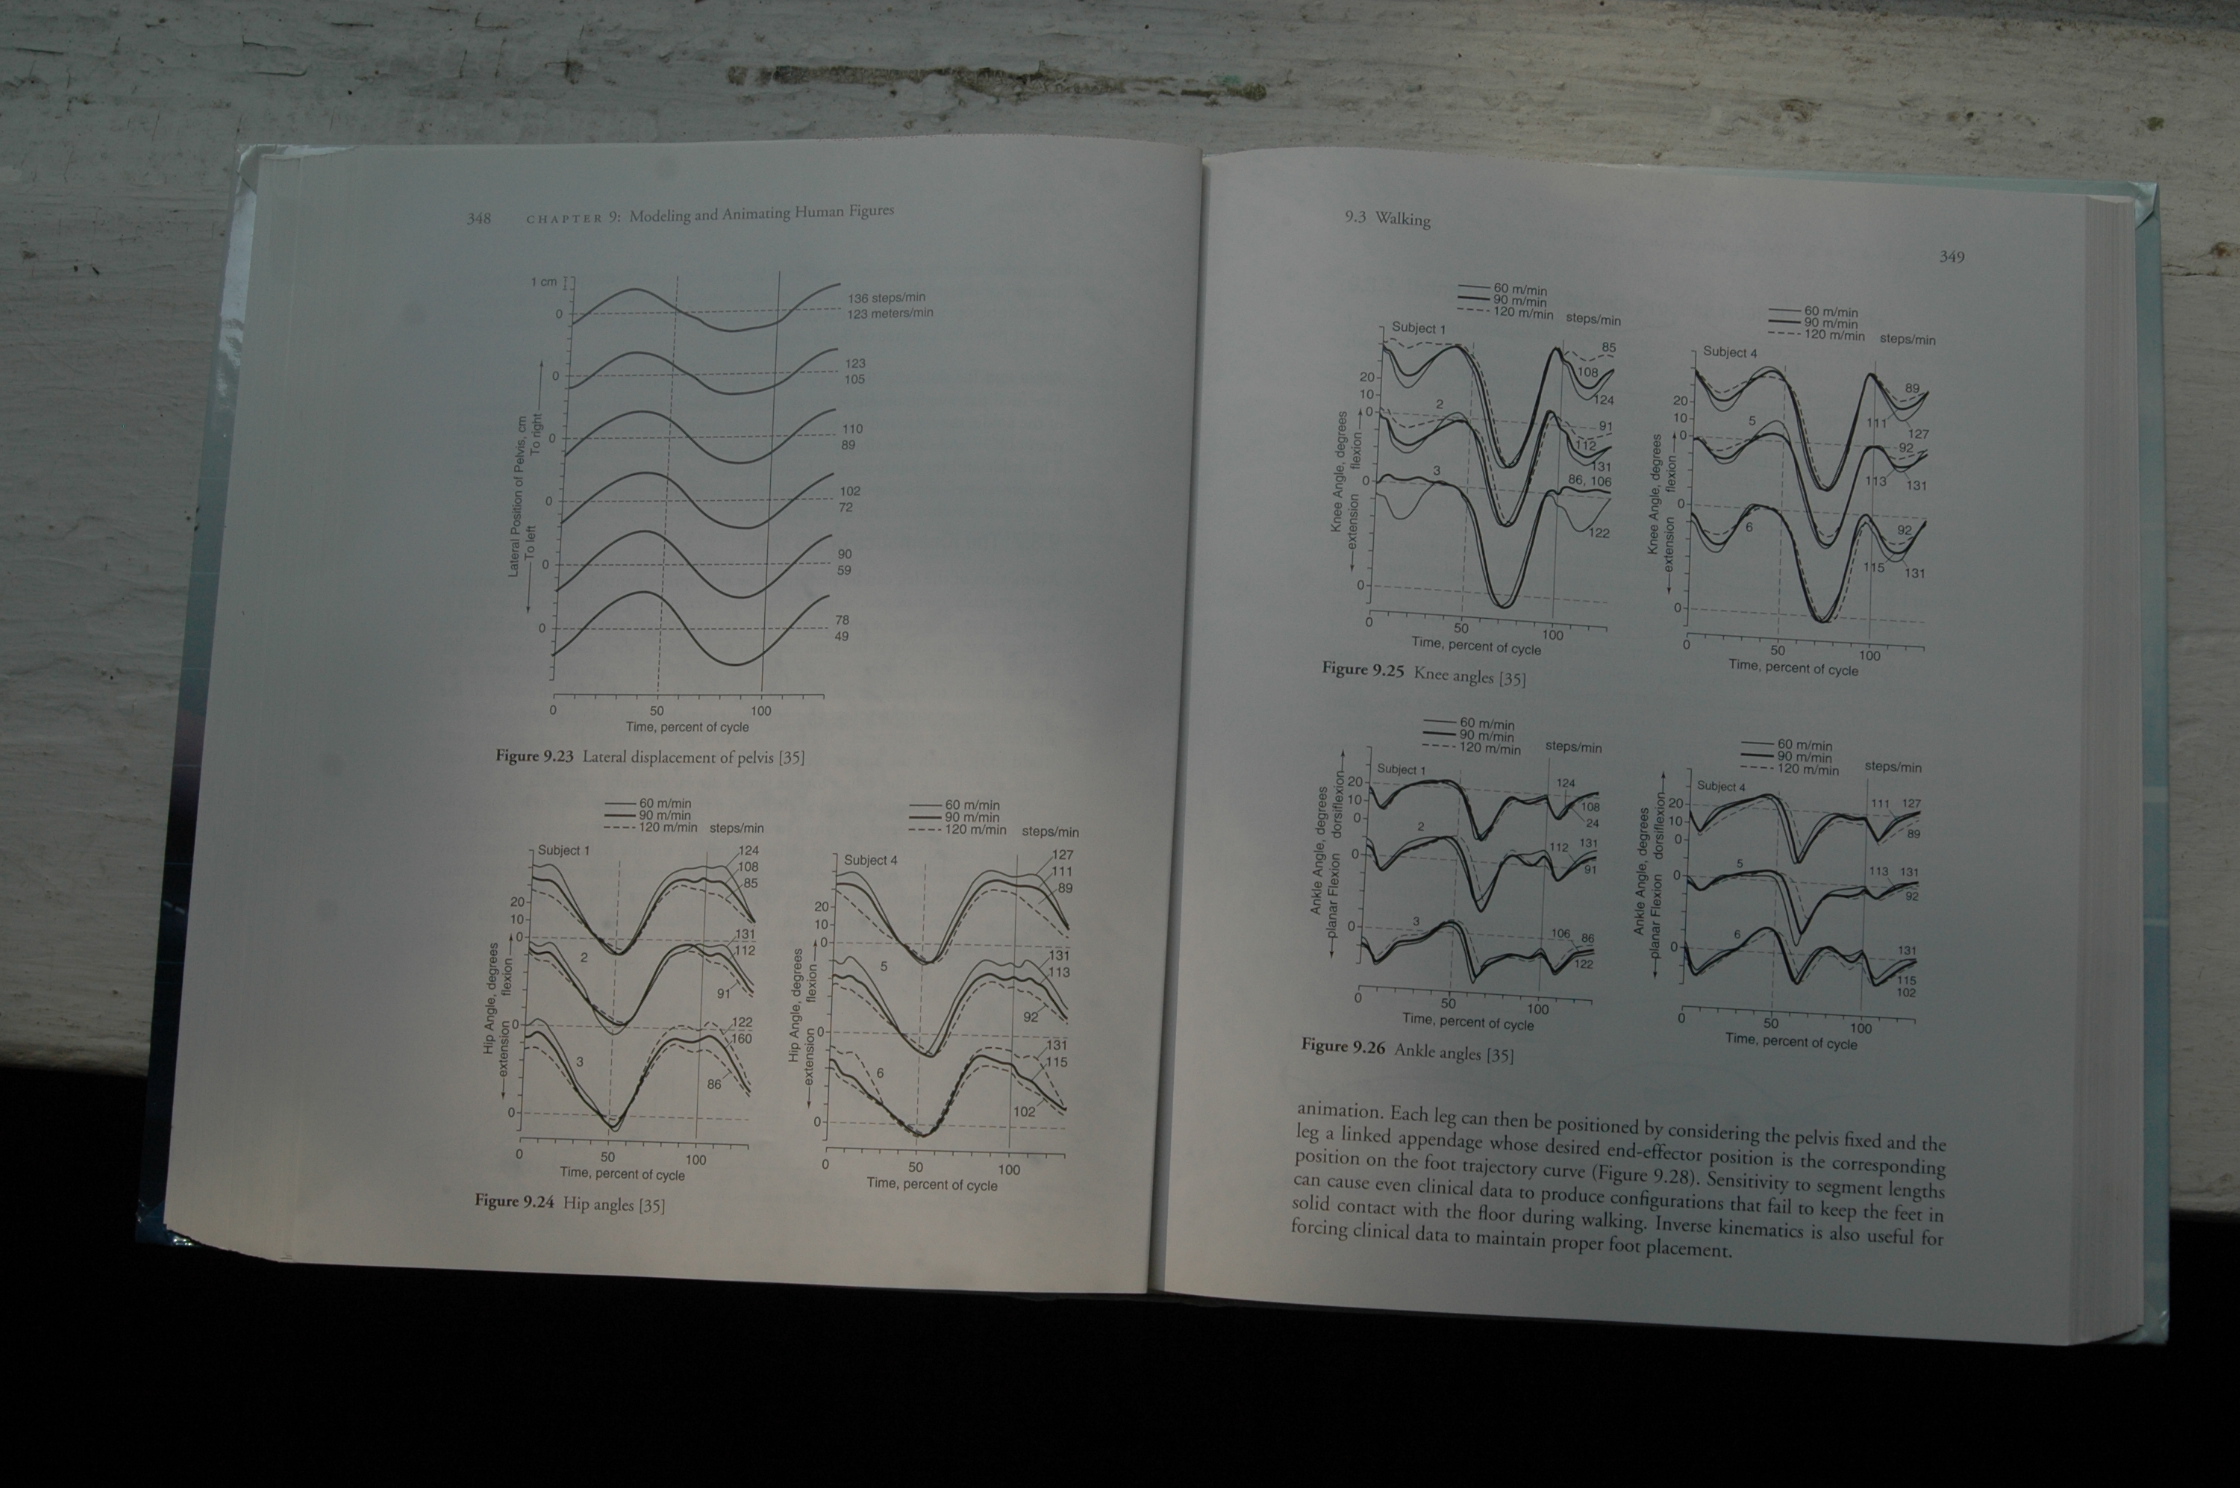 348 CHAPTER 9: Modeling and Animating Human Figures
1 cm
0
136 steps/min
123 meters/min
0
123
105
0
110
89
0
102
72
0
90
59
0
78
49
Lateral Position of Pelvis, cm
To left
To right
0 50 100
Time, percent of cycle
Figure 9.23 Lateral displacement of pelvis [35]
60 m/min
90 m/min
120 m/min steps/min
Subject 1
124
108
85
20
10
0
131
112
2
91
0
122
160
3
86
0
Hip Angle, degrees
extension flexion
0 50 100
Time, percent of cycle
60 m/min
90 m/min
120 m/min steps/min
Subject 4
127
111
89
20
10
0
131
113
5
92
0
131
115
6
102
0
Hip Angle, degrees
extension flexion
0 50 100
Time, percent of cycle
Figure 9.24 Hip angles [35]
9.3 Walking
349
60 m/min
90 m/min
120 m/min steps/min
Subject 1
85
108
124
20
10
0
2
91
112
131
3
0
86, 106
122
0
Knee Angle, degrees
extension flexion
0 50 100
Time, percent of cycle
60 m/min
90 m/min
120 m/min steps/min
Subject 4
89
111
127
20
10
0
5
92
113
131
0
6
92
115
131
0
Knee Angle, degrees
extension flexion
0 50 100
Time, percent of cycle
Figure 9.25 Knee angles [35]
60 m/min
90 m/min
120 m/min steps/min
Subject 1
20
10
0
124
108
24
2
0
112 131
91
3
0
106 86
122
Ankle Angle, degrees
planar Flexion dorsiflexion
0 50 100
Time, percent of cycle
60 m/min
90 m/min
120 m/min steps/min
Subject 4
20
10
0
111 127
89
5
0
113 131
92
6
0
131
115
102
Ankle Angle, degrees
planar Flexion dorsiflexion
0 50 100
Time, percent of cycle
Figure 9.26 Ankle angles [35]
animation. Each leg can then be positioned by considering the pelvis fixed and the
leg a linked appendage whose desired end-effector position is the corresponding
position on the foot trajectory curve (Figure 9.28). Sensitivity to segment lengths
can cause even clinical data to produce configurations that fail to keep the feet in
solid contact with the floor during walking. Inverse kinematics is also useful for
forcing clinical data to maintain proper foot placement.